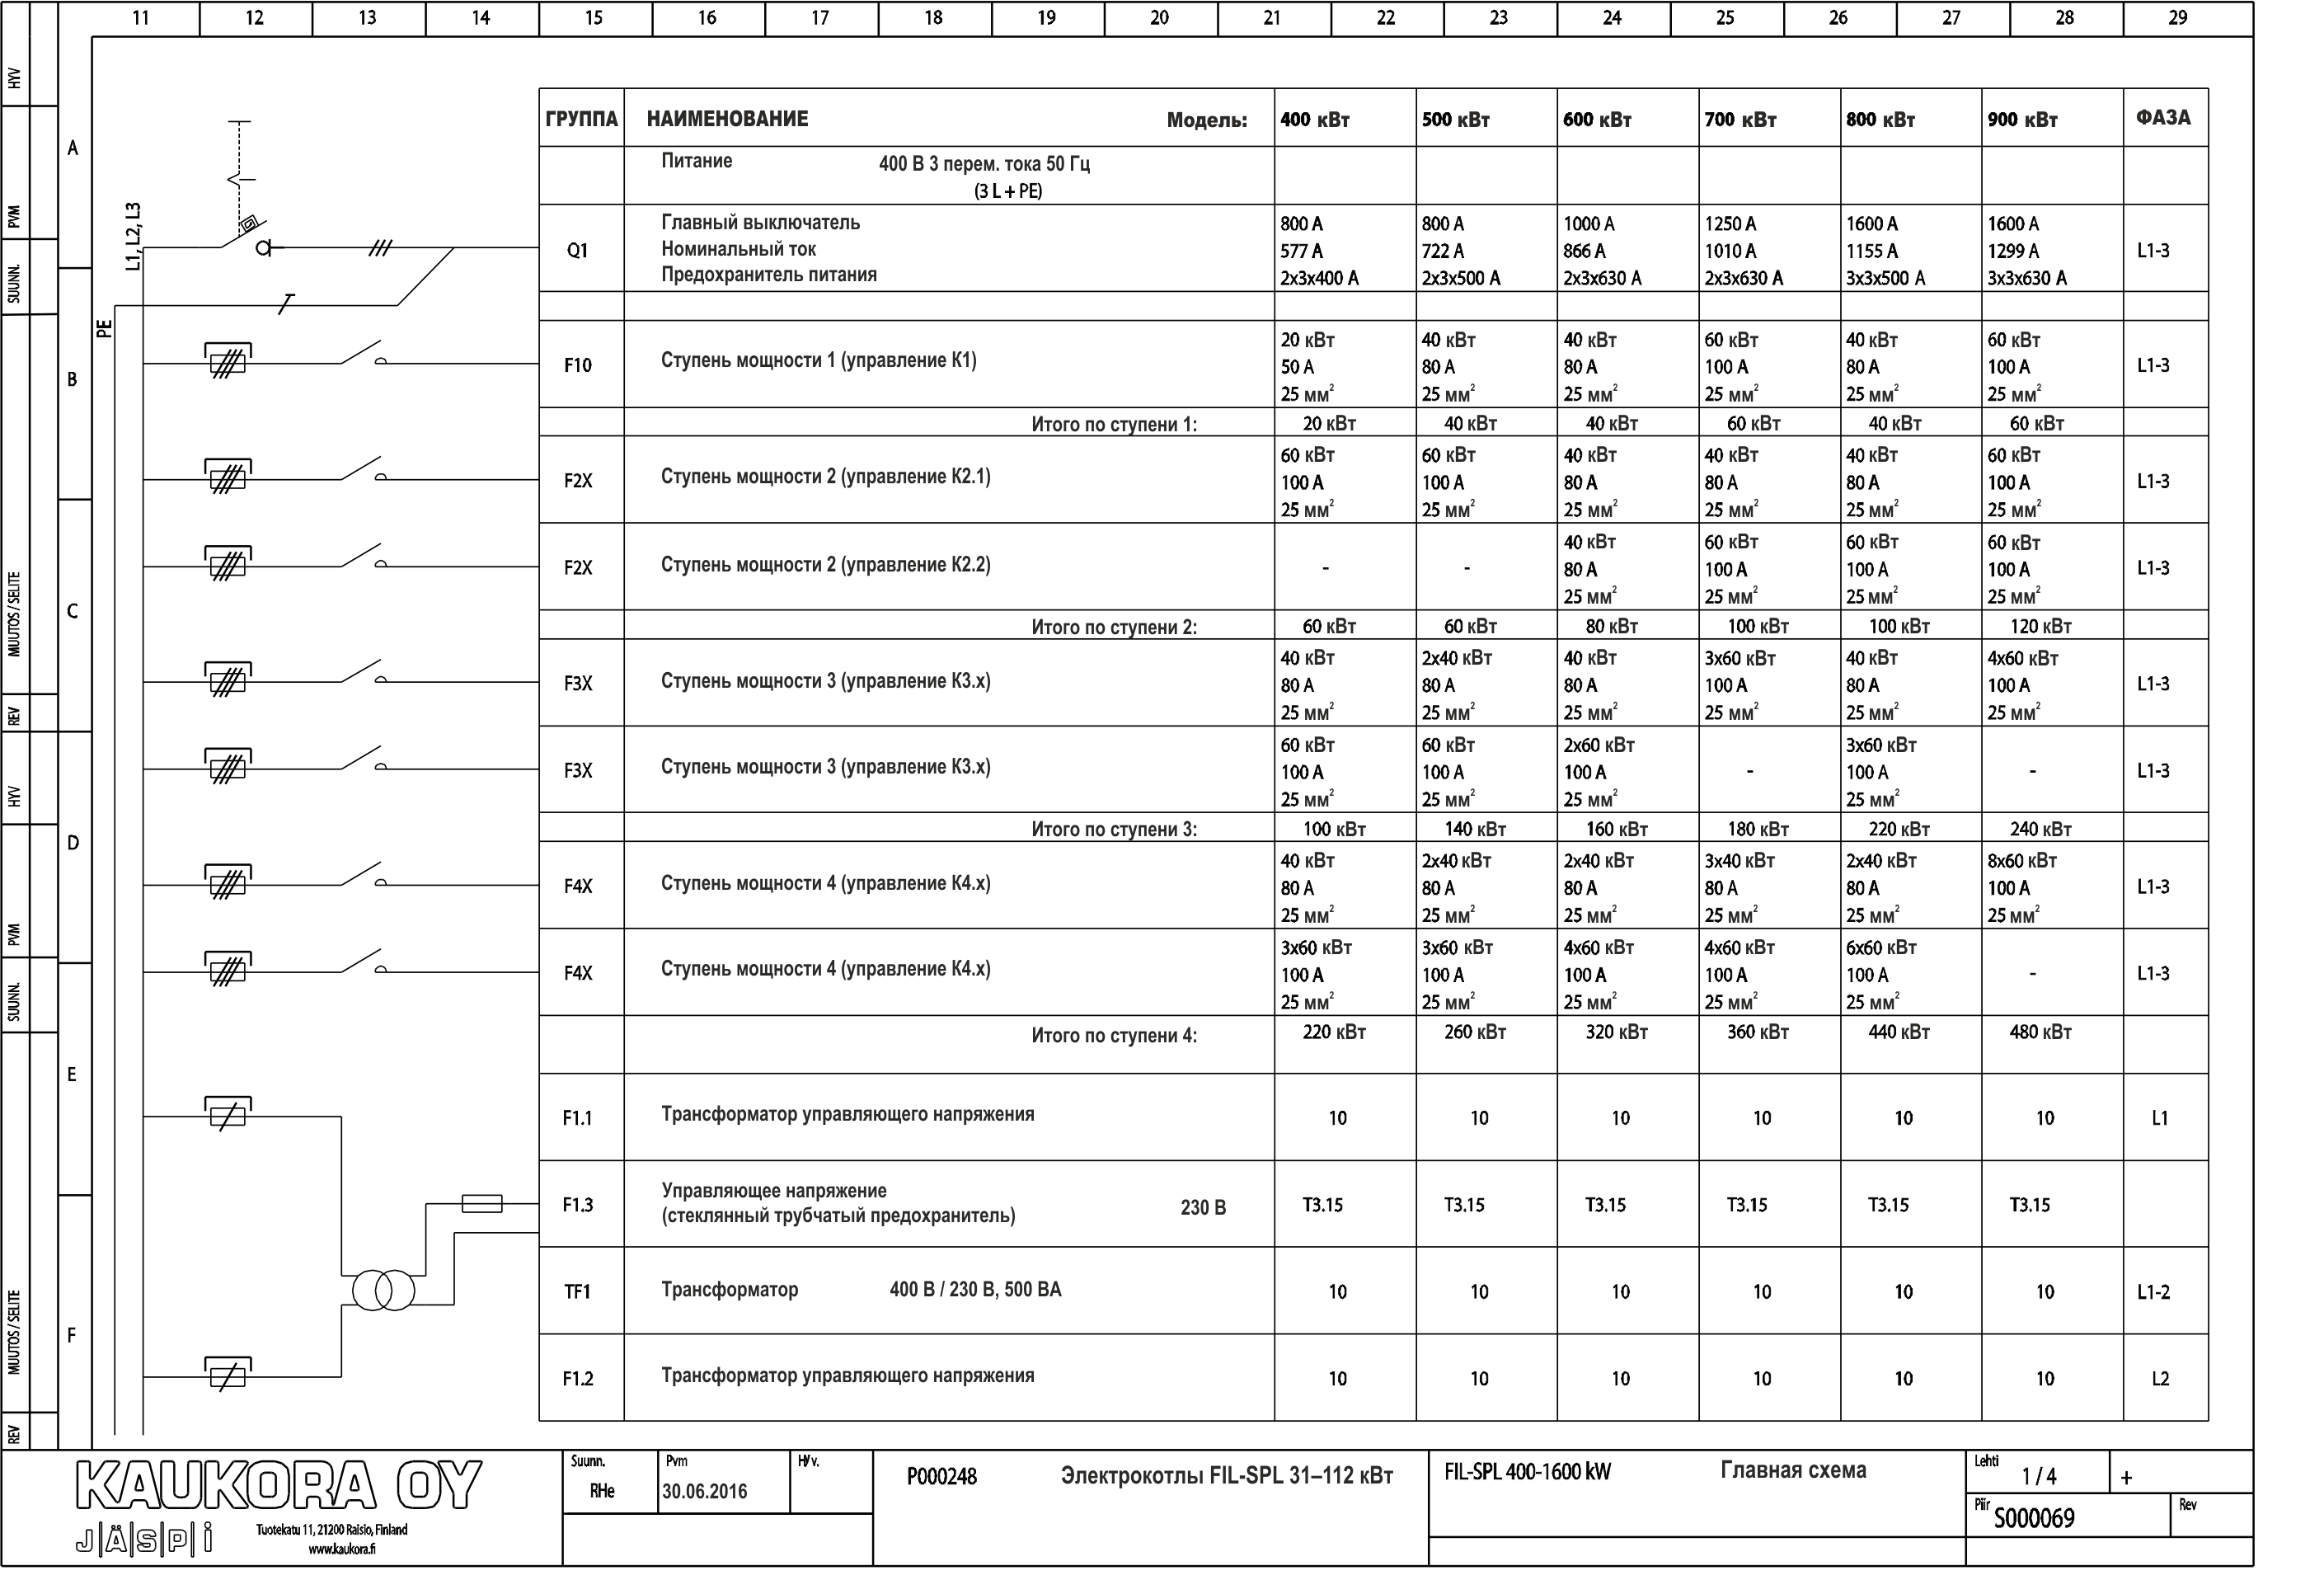 11 12 13 14 15 16 17 18 19 20 21 22 23 24 25 26 27 28 29
HYV
PVM
SUUNN.
MUUTOS / SELITE
REV
HYV
PVM
SUUNN.
MUUTOS / SELITE
REV
A
B
C
D
E
F
L1, L2, L3
PE
ГРУППА НАИМЕНОВАНИЕ Модель: 400 кВт 500 кВт 600 кВт 700 кВт 800 кВт 900 кВт ФАЗА
Питание 400 В 3 перем. тока 50 Гц
(3 L + PE)
Главный выключатель 800 A 800 A 1000 A 1250 A 1600 A 1600 A
Q1 Номинальный ток 577 A 722 A 866 A 1010 A 1155 A 1299 A L1-3
Предохранитель питания 2x3x400 A 2x3x500 A 2x3x630 A 2x3x630 A 3x3x500 A 3x3x630 A
20 кВт 40 кВт 40 кВт 60 кВт 40 кВт 60 кВт
F10 Ступень мощности 1 (управление K1) 50 A 80 A 80 A 100 A 80 A 100 A L1-3
25 мм² 25 мм² 25 мм² 25 мм² 25 мм² 25 мм²
Итого по ступени 1: 20 кВт 40 кВт 40 кВт 60 кВт 40 кВт 60 кВт
60 кВт 60 кВт 40 кВт 40 кВт 40 кВт 60 кВт
F2X Ступень мощности 2 (управление K2.1) 100 A 100 A 80 A 80 A 80 A 100 A L1-3
25 мм² 25 мм² 25 мм² 25 мм² 25 мм² 25 мм²
40 кВт 60 кВт 60 кВт 60 кВт
F2X Ступень мощности 2 (управление K2.2) - - 80 A 100 A 100 A 100 A L1-3
25 мм² 25 мм² 25 мм² 25 мм²
Итого по ступени 2: 60 кВт 60 кВт 80 кВт 100 кВт 100 кВт 120 кВт
40 кВт 2x40 кВт 40 кВт 3x60 кВт 40 кВт 4x60 кВт
F3X Ступень мощности 3 (управление K3.x) 80 A 80 A 80 A 100 A 80 A 100 A L1-3
25 мм² 25 мм² 25 мм² 25 мм² 25 мм² 25 мм²
60 кВт 60 кВт 2x60 кВт 3x60 кВт
F3X Ступень мощности 3 (управление K3.x) 100 A 100 A 100 A - 100 A - L1-3
25 мм² 25 мм² 25 мм² 25 мм²
Итого по ступени 3: 100 кВт 140 кВт 160 кВт 180 кВт 220 кВт 240 кВт
40 кВт 2x40 кВт 2x40 кВт 3x40 кВт 2x40 кВт 8x60 кВт
F4X Ступень мощности 4 (управление K4.x) 80 A 80 A 80 A 80 A 80 A 100 A L1-3
25 мм² 25 мм² 25 мм² 25 мм² 25 мм² 25 мм²
3x60 кВт 3x60 кВт 4x60 кВт 4x60 кВт 6x60 кВт
F4X Ступень мощности 4 (управление K4.x) 100 A 100 A 100 A 100 A 100 A - L1-3
25 мм² 25 мм² 25 мм² 25 мм² 25 мм²
Итого по ступени 4: 220 кВт 260 кВт 320 кВт 360 кВт 440 кВт 480 кВт
F1.1 Трансформатор управляющего напряжения 10 10 10 10 10 10 L1
Управляющее напряжение
F1.3 (стеклянный трубчатый предохранитель) 230 В T3.15 T3.15 T3.15 T3.15 T3.15 T3.15
TF1 Трансформатор 400 В / 230 В, 500 ВА 10 10 10 10 10 10 L1-2
F1.2 Трансформатор управляющего напряжения 10 10 10 10 10 10 L2
KAUKORA OY
JÄSPI
Tuotekatu 11, 21200 Raisio, Finland
www.kaukora.fi
Suunn.
RHe
Pvm
30.06.2016
HYv.
P000248 Электрокотлы FIL-SPL 31–112 кВт
FIL-SPL 400-1600 kW Главная схема
Lehti
1 / 4 +
Piir
S000069
Rev